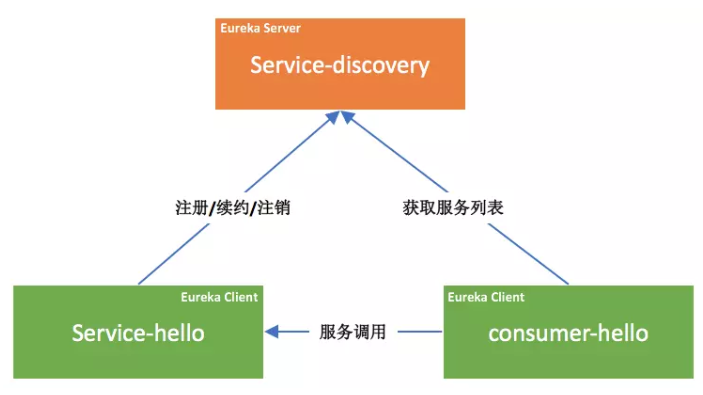 Eureka Server
Service-discovery
注册/续约/注销
获取服务列表
Eureka Client
Service-hello
服务调用
Eureka Client
consumer-hello